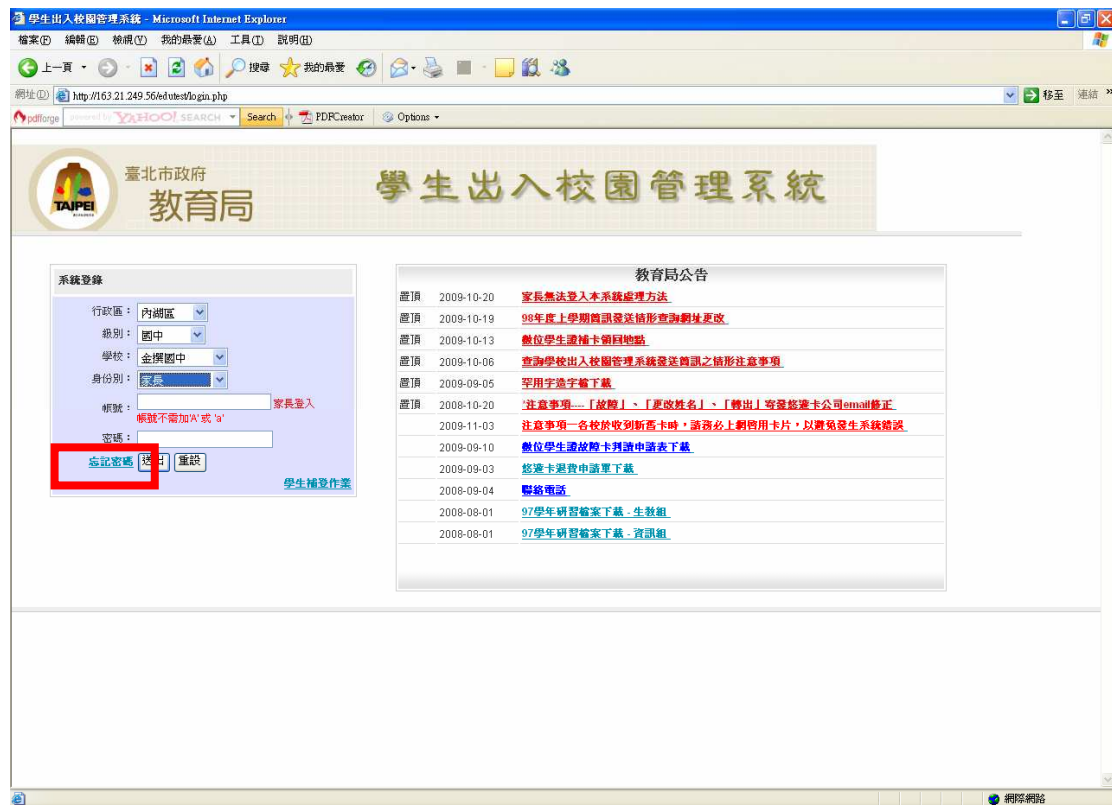 學生出入校園管理系統 - Microsoft Internet Explorer
檔案(F) 編輯(E) 檢視(V) 我的最愛(A) 工具(T) 說明(H)
上一頁 搜尋 我的最愛
網址(D) http://163.21.249.56/edutest/login.php 移至 連結 »
pdfforge powered by YAHOO! SEARCH Search PDFCreator Options
臺北市政府
教育局
TAIPEI
學生出入校園管理系統
系統登錄
行政區： 內湖區
級別： 國中
學校： 金撰國中
身份別： 家長
帳號： 家長登入
帳號不需加'A' 或 'a'
密碼：
忘記密碼 送出 重設
學生補登作業
教育局公告
置頂 2009-10-20 家長無法登入本系統處理方法
置頂 2009-10-19 98年度上學期簡訊發送情形查詢網址更改
置頂 2009-10-13 數位學生證補卡領回地點
置頂 2009-10-06 查詢學校出入校園管理系統發送簡訊之情形注意事項
置頂 2009-09-05 罕用字造字檔下載
置頂 2008-10-20 '注意事項----「故障」、「更改姓名」、「轉出」寄發悠遊卡公司email修正
2009-11-03 注意事項－各校於收到新舊卡時，請務必上網啓用卡片，以避免發生系統錯誤
2009-09-10 數位學生證故障卡判讀申請表下載
2009-09-03 悠遊卡退費申請單下載
2008-09-04 聯絡電話
2008-08-01 97學年研習檔案下載 - 生教組
2008-08-01 97學年研習檔案下載 - 資訊組
網際網路